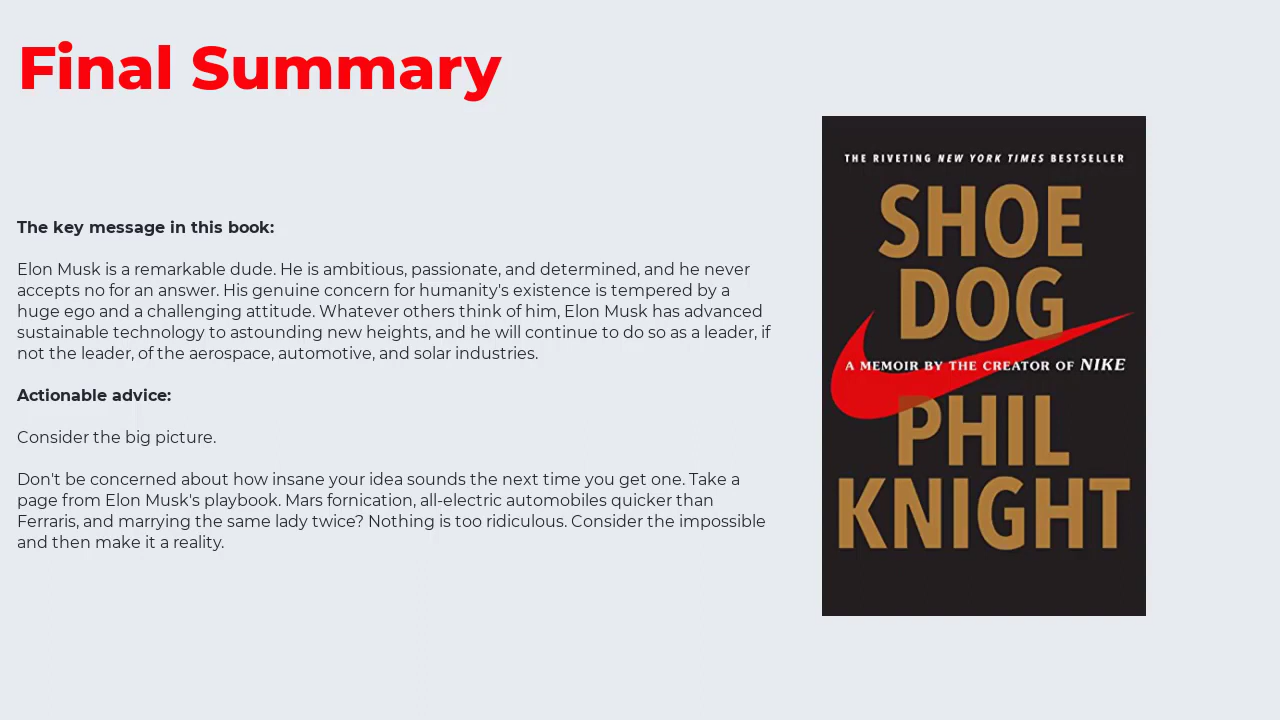 Final Summary
The key message in this book:
Elon Musk is a remarkable dude. He is ambitious, passionate, and determined, and he never
accepts no for an answer. His genuine concern for humanity's existence is tempered by a
huge ego and a challenging attitude. Whatever others think of him, Elon Musk has advanced
sustainable technology to astounding new heights, and he will continue to do so as a leader, if
not the leader, of the aerospace, automotive, and solar industries.
Actionable advice:
Consider the big picture.
Don't be concerned about how insane your idea sounds the next time you get one. Take a
page from Elon Musk's playbook. Mars fornication, all-electric automobiles quicker than
Ferraris, and marrying the same lady twice? Nothing is too ridiculous. Consider the impossible
and then make it a reality.
THE RIVETING NEW YORK TIMES BESTSELLER
SHOE
DOG
A MEMOIR BY THE CREATOR OF NIKE
PHIL
KNIGHT